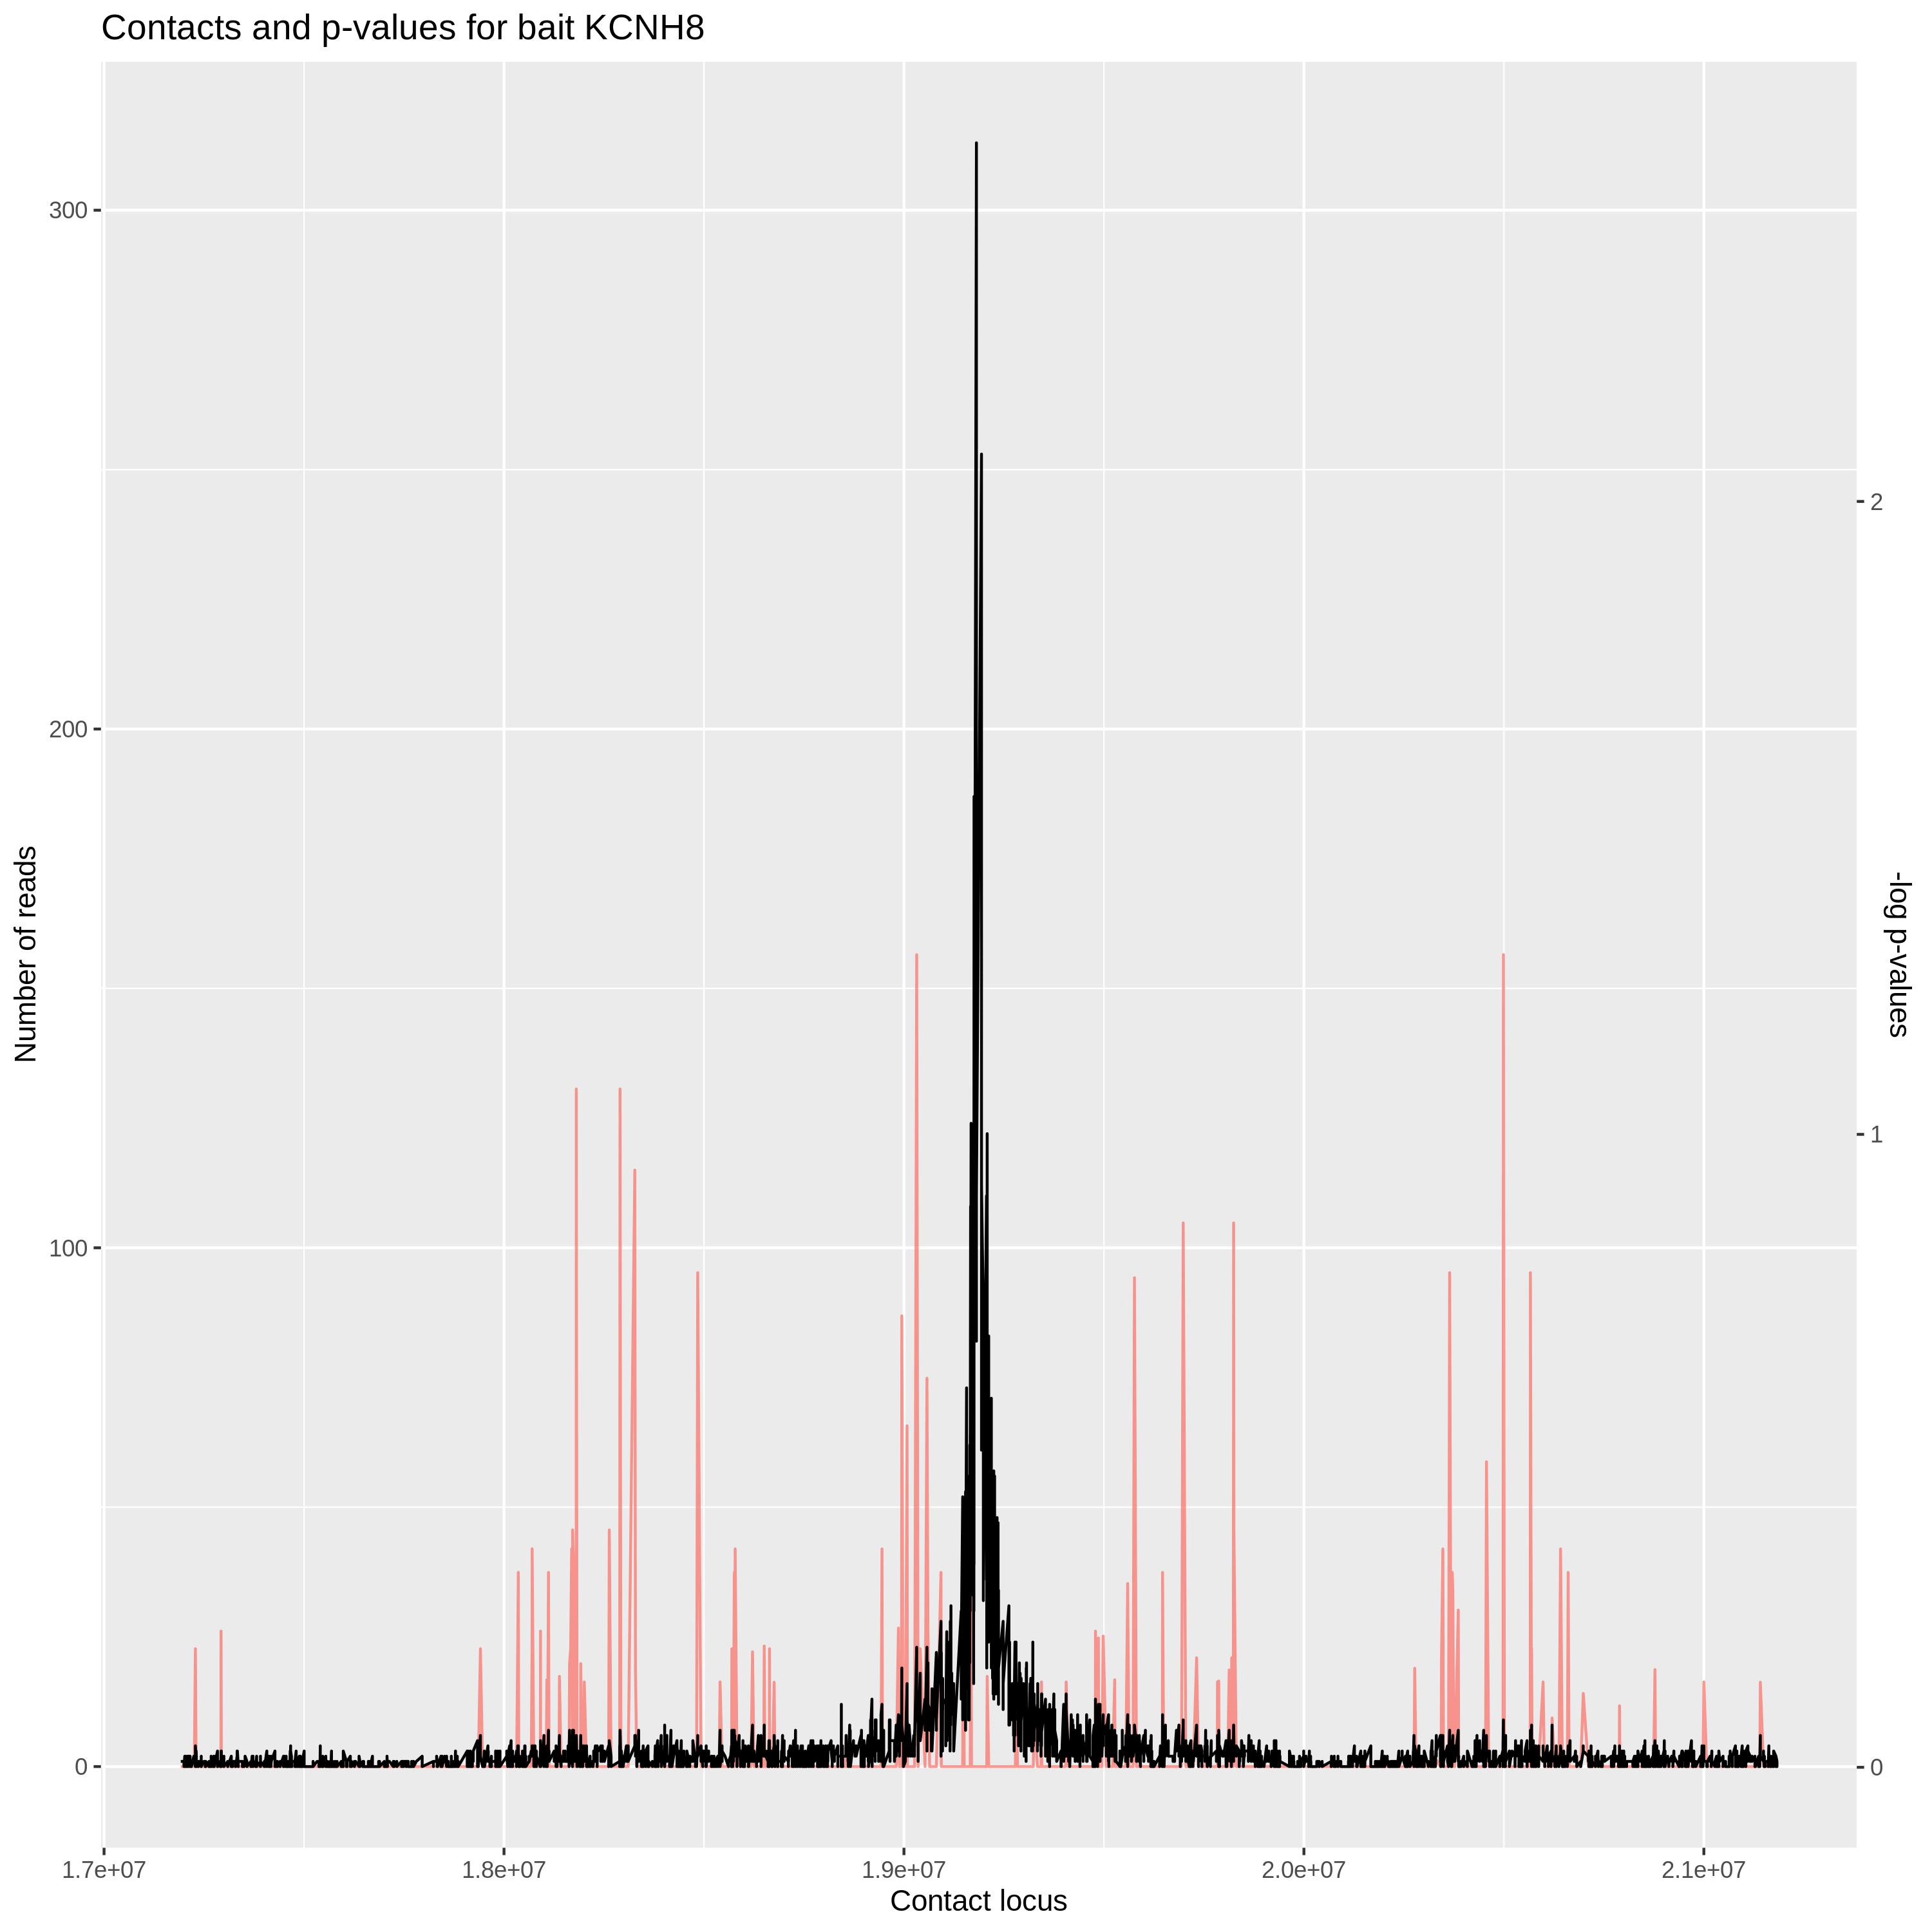 Contacts and p-values for bait KCNH8
300
200
100
0
Number of reads
2
1
0
-log p-values
1.7e+07
1.8e+07
1.9e+07
2.0e+07
2.1e+07
Contact locus